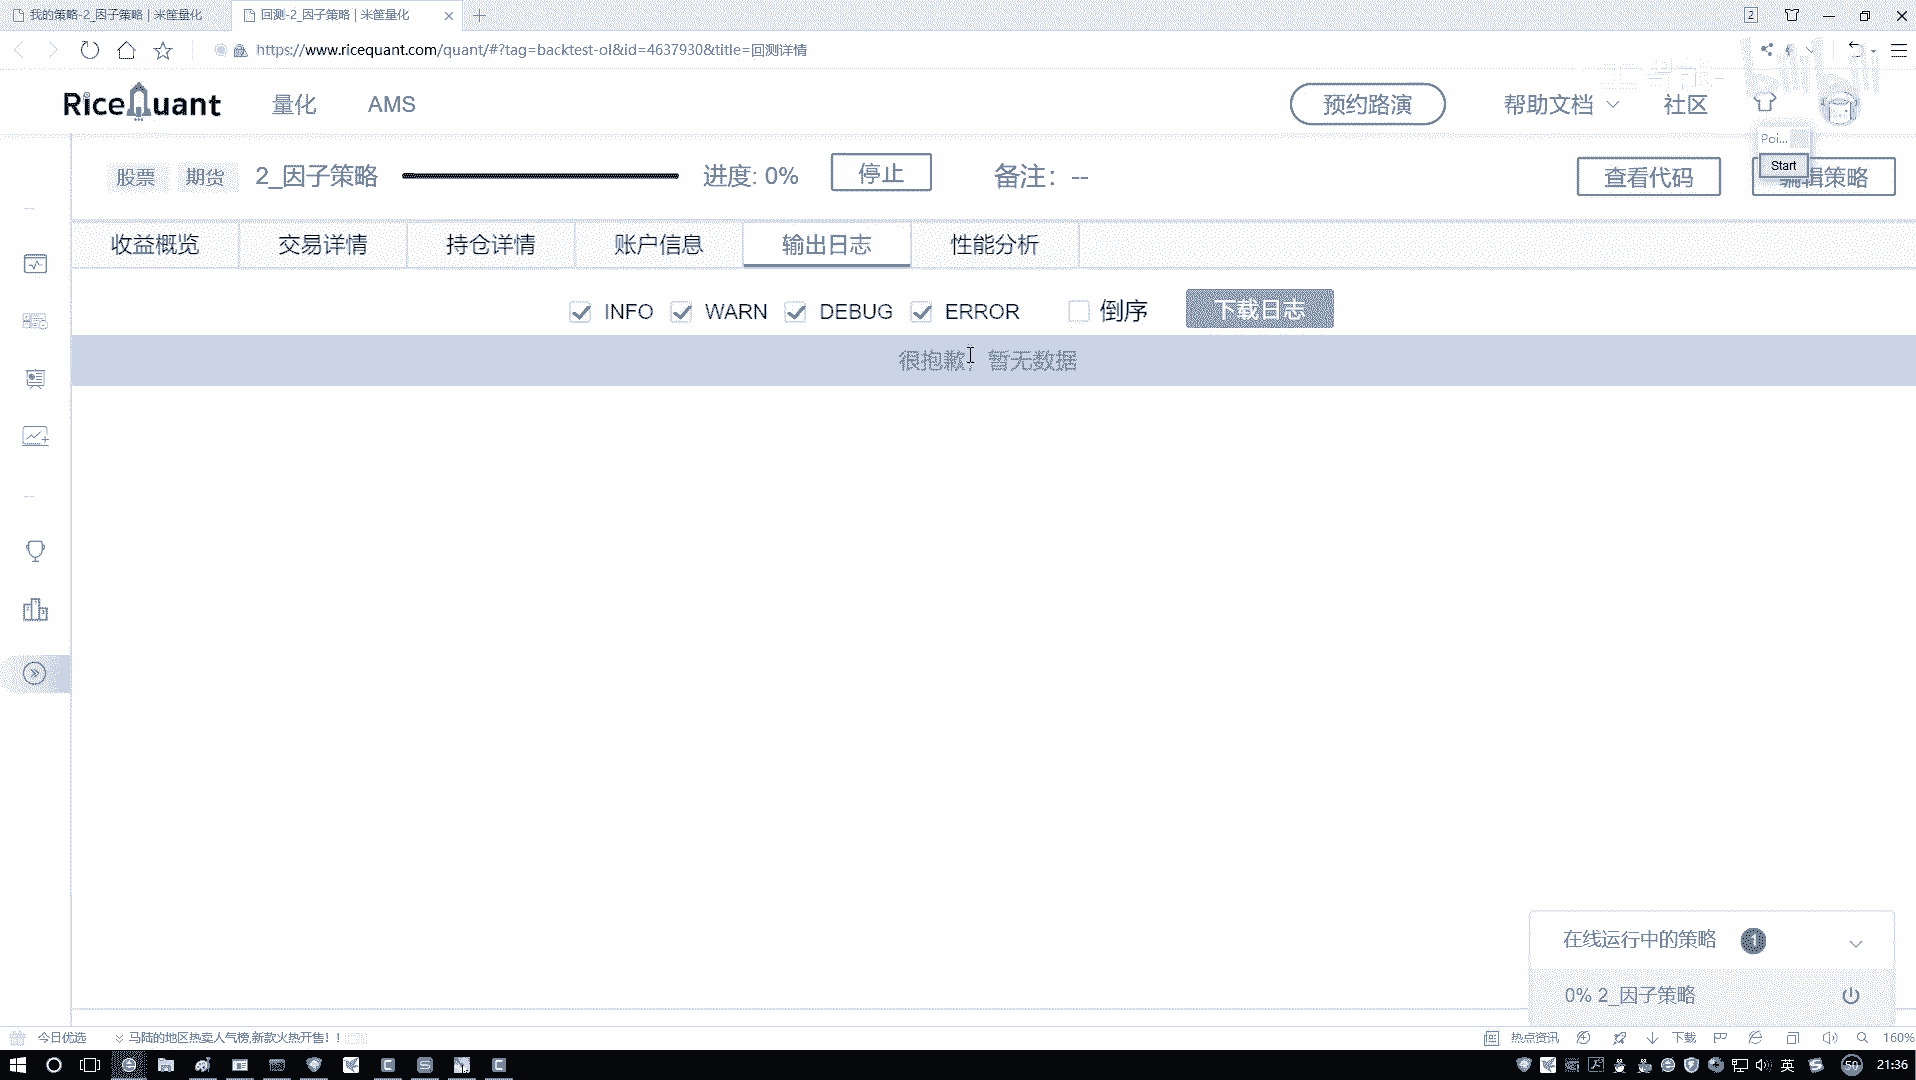 我的策略-2_因子策略 | 米筐量化
回测-2_因子策略 | 米筐量化
2
https://www.ricequant.com/quant/#?tag=backtest-ol&id=4637930&title=回测详情
RiceQuant 量化 AMS 预约路演 帮助文档 社区
Poi...
Start
股票 期货 2_因子策略 进度: 0% 停止 备注: -- 查看代码 编辑策略
收益概览 交易详情 持仓详情 账户信息 输出日志 性能分析
INFO WARN DEBUG ERROR 倒序 下载日志
很抱歉, 暂无数据
在线运行中的策略 1
0% 2_因子策略
今日优选 马陆的地区热卖人气榜,新款火热开售!! 热点资讯 下载 160%
英 50 21:36